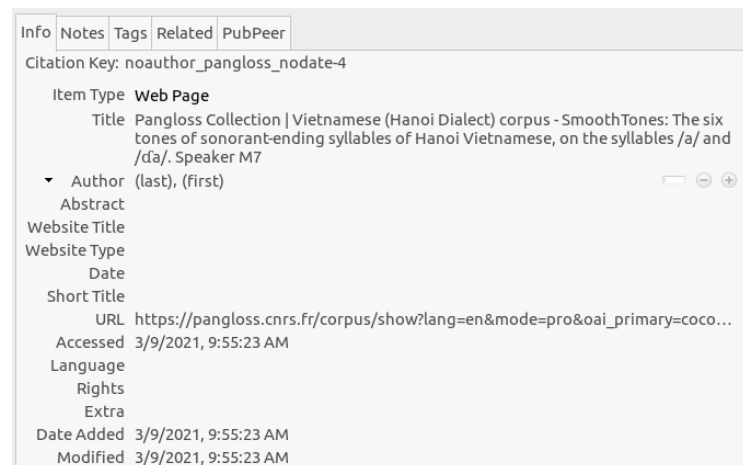 Info Notes Tags Related PubPeer
Citation Key: noauthor_pangloss_nodate-4
Item Type Web Page
Title Pangloss Collection | Vietnamese (Hanoi Dialect) corpus - SmoothTones: The six
tones of sonorant-ending syllables of Hanoi Vietnamese, on the syllables /a/ and
/ɗa/. Speaker M7
Author (last), (first)
Abstract
Website Title
Website Type
Date
Short Title
URL https://pangloss.cnrs.fr/corpus/show?lang=en&mode=pro&oai_primary=coco...
Accessed 3/9/2021, 9:55:23 AM
Language
Rights
Extra
Date Added 3/9/2021, 9:55:23 AM
Modified 3/9/2021, 9:55:23 AM